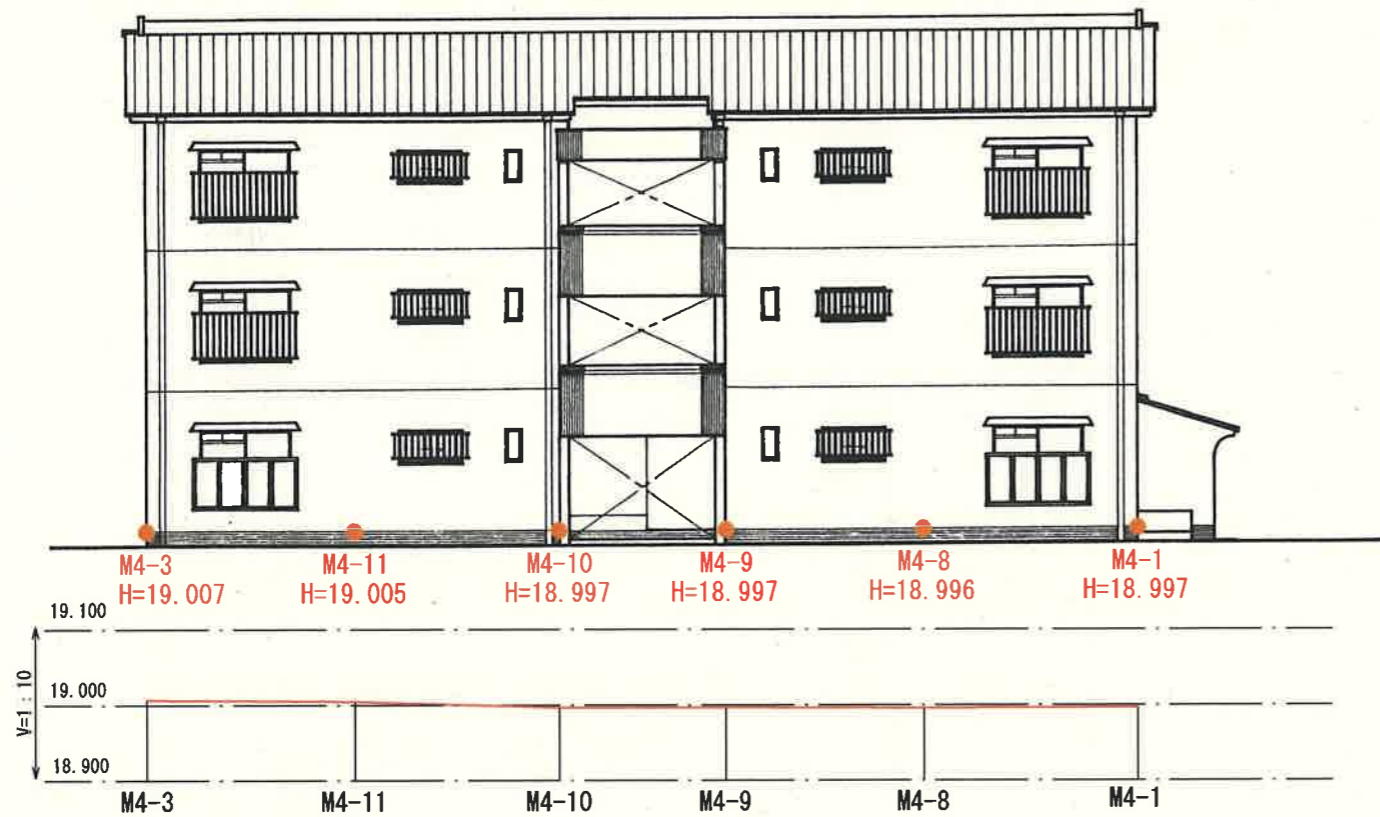 M4-3 M4-11 M4-10 M4-9 M4-8 M4-1
H=19.007 H=19.005 H=18.997 H=18.997 H=18.996 H=18.997
19.100
V=1:10
19.000
18.900
M4-3 M4-11 M4-10 M4-9 M4-8 M4-1